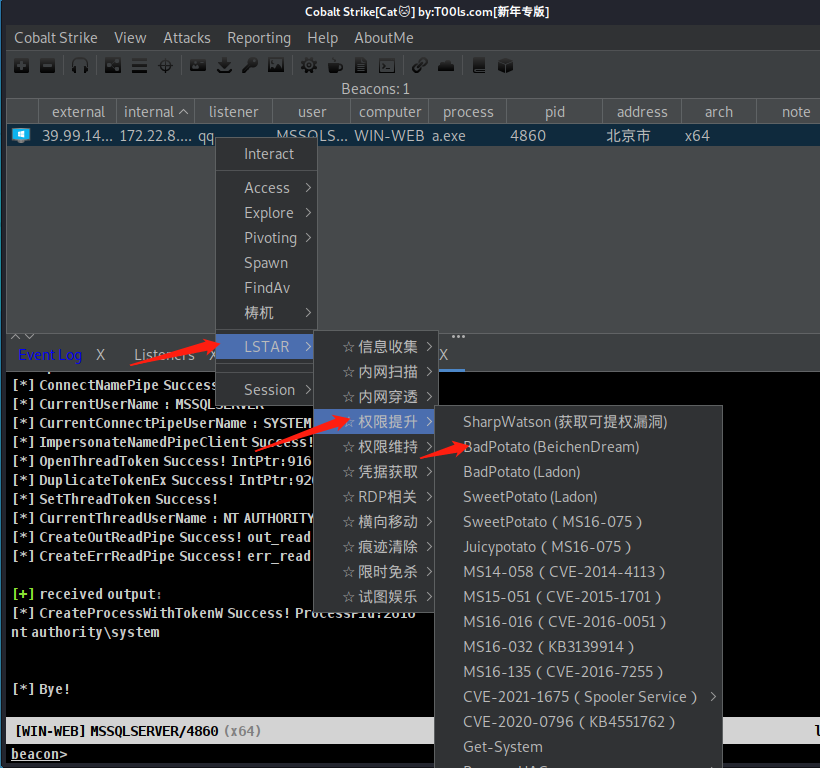 Cobalt Strike[Cat🐱] by:T00ls.com[新年专版]
Cobalt Strike View Attacks Reporting Help AboutMe
Beacons: 1
external internal listener user computer process pid address arch note
39.99.14... 172.22.8.... qq MSSQLS... WIN-WEB a.exe 4860 北京市 x64
Interact
Access
Explore
Pivoting
Spawn
FindAv
梼杌
LSTAR
Session
☆信息收集
☆内网扫描
☆内网穿透
☆权限提升
☆权限维持
☆凭据获取
☆RDP相关
☆横向移动
☆痕迹清除
☆限时免杀
☆试图娱乐
SharpWatson (获取可提权漏洞)
BadPotato (BeichenDream)
BadPotato (Ladon)
SweetPotato (Ladon)
SweetPotato（MS16-075）
Juicypotato（MS16-075）
MS14-058（CVE-2014-4113）
MS15-051（CVE-2015-1701）
MS16-016（CVE-2016-0051）
MS16-032（KB3139914）
MS16-135（CVE-2016-7255）
CVE-2021-1675（Spooler Service）
CVE-2020-0796（KB4551762）
Get-System
Event Log X Listeners X X
[*] ConnectNamePipe Success
[*] CurrentUserName : MSSQLSERVER
[*] CurrentConnectPipeUserName : SYSTEM
[*] ImpersonateNamedPipeClient Success!
[*] OpenThreadToken Success! IntPtr:916
[*] DuplicateTokenEx Success! IntPtr:920
[*] SetThreadToken Success!
[*] CurrentThreadUserName : NT AUTHORITY
[*] CreateOutReadPipe Success! out_read
[*] CreateErrReadPipe Success! err_read
[+] received output:
[*] CreateProcessWithTokenW Success! ProcessPid:2616
nt authority\system
[*] Bye!
[WIN-WEB] MSSQLSERVER/4860 (x64)
beacon>